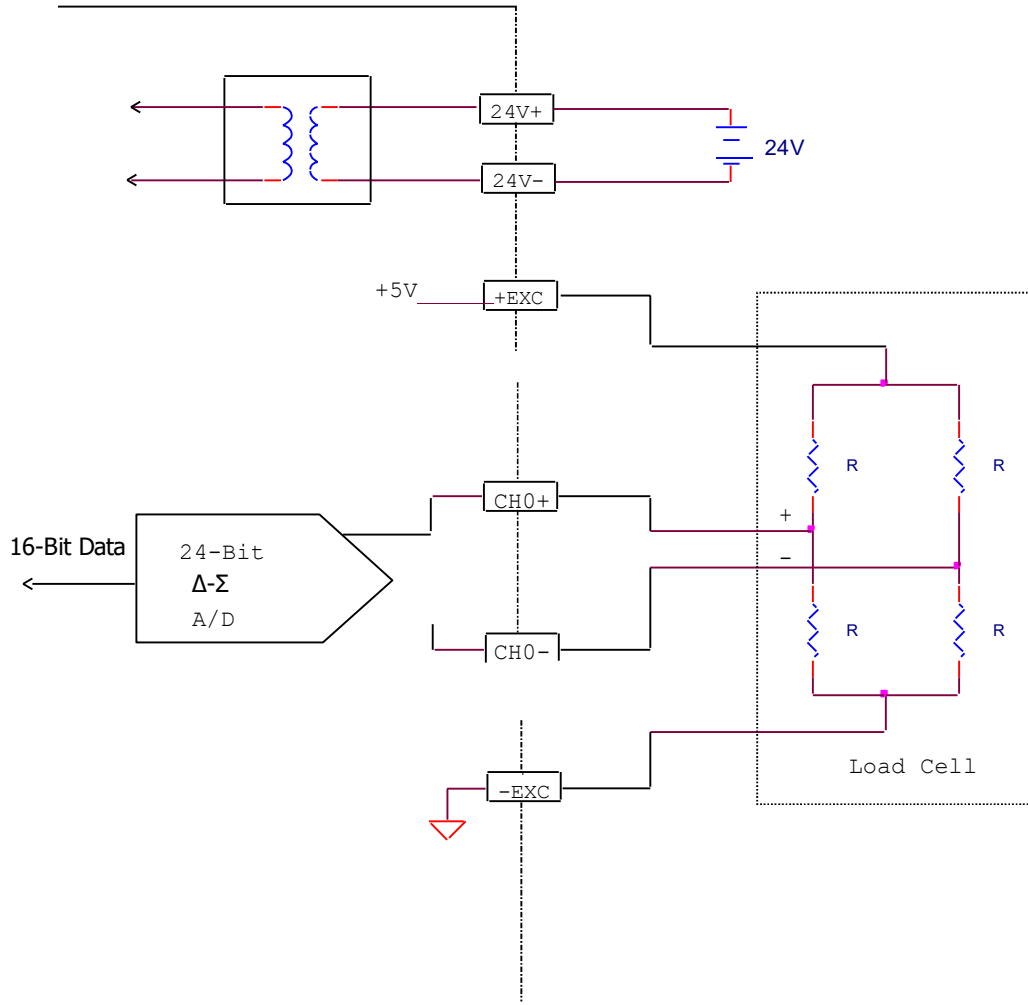 24V+
24V
24V-
+5V
+EXC
R
R
CH0+
+
-
16-Bit Data
24-Bit
Δ-Σ
A/D
R
R
CH0-
Load Cell
-EXC